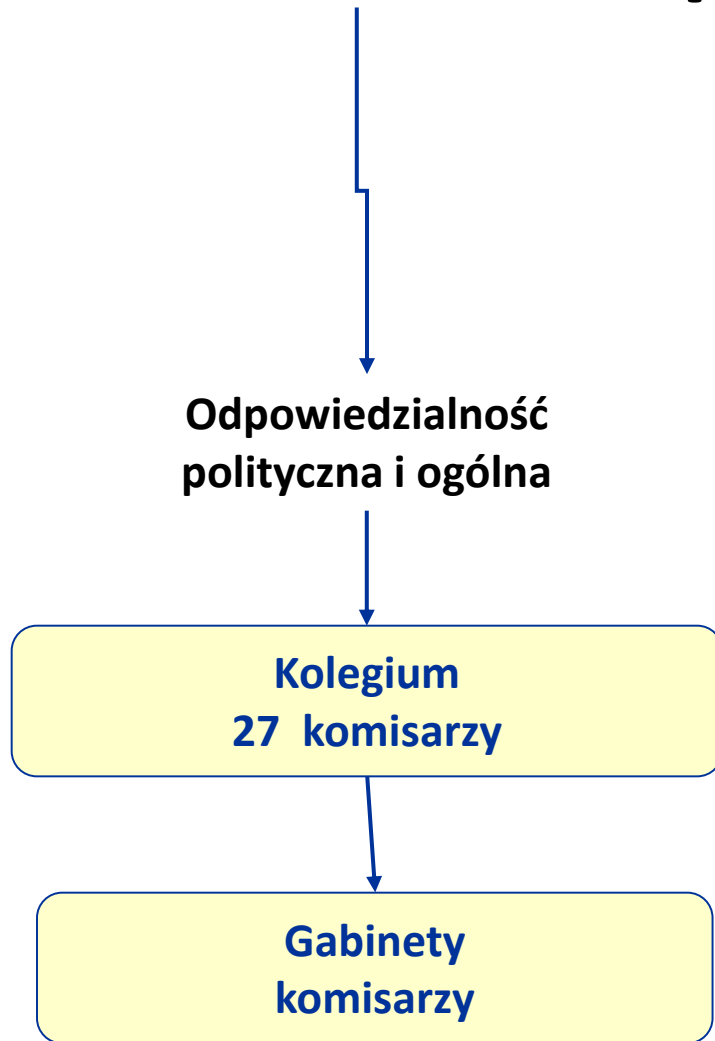 Odpowiedzialność
polityczna i ogólna
Kolegium
27 komisarzy
Gabinety
komisarzy